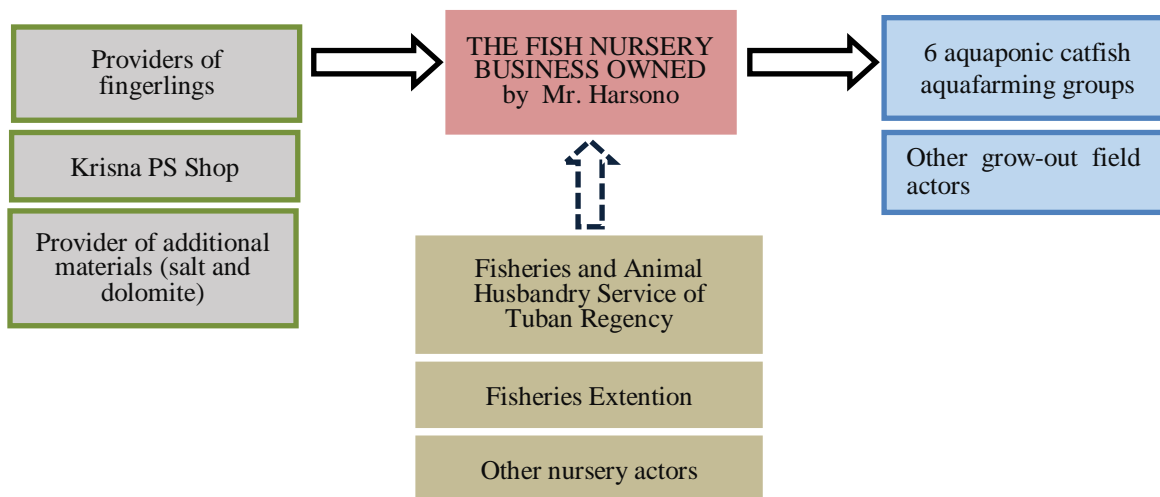 Providers of
fingerlings
Krisna PS Shop
Provider of additional
materials (salt and
dolomite)
THE FISH NURSERY
BUSINESS OWNED
by Mr. Harsono
Fisheries and Animal
Husbandry Service of
Tuban Regency
Fisheries Extention
Other nursery actors
6 aquaponic catfish
aquafarming groups
Other grow-out field
actors